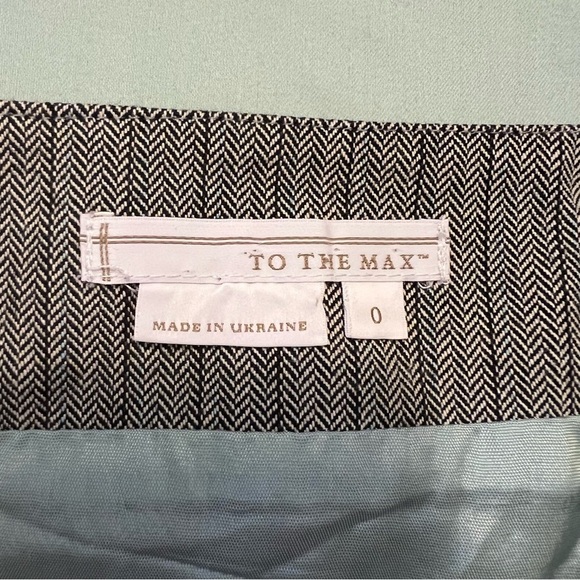 TO THE MAX™
MADE IN UKRAINE
0